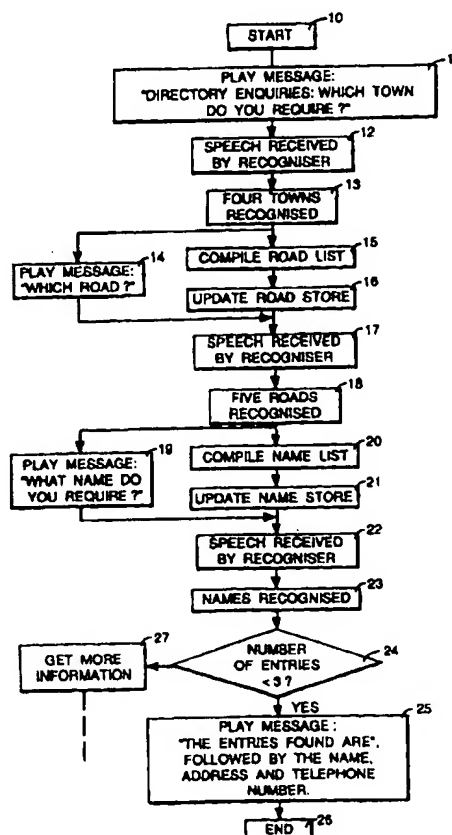 10
START
1
PLAY MESSAGE:
"DIRECTORY ENQUIRIES: WHICH TOWN
DO YOU REQUIRE?"
12
SPEECH RECEIVED
BY RECOGNISER
13
FOUR TOWNS
RECOGNISED
14
PLAY MESSAGE:
"WHICH ROAD?"
15
COMPILE ROAD LIST
16
UPDATE ROAD STORE
17
SPEECH RECEIVED
BY RECOGNISER
18
FIVE ROADS
RECOGNISED
19
PLAY MESSAGE:
"WHAT NAME DO
YOU REQUIRE?"
20
COMPILE NAME LIST
21
UPDATE NAME STORE
22
SPEECH RECEIVED
BY RECOGNISER
23
NAMES RECOGNISED
27
GET MORE
INFORMATION
24
NUMBER
OF ENTRIES
<3?
YES
25
PLAY MESSAGE:
"THE ENTRIES FOUND ARE",
FOLLOWED BY THE NAME,
ADDRESS AND TELEPHONE
NUMBER.
26
END